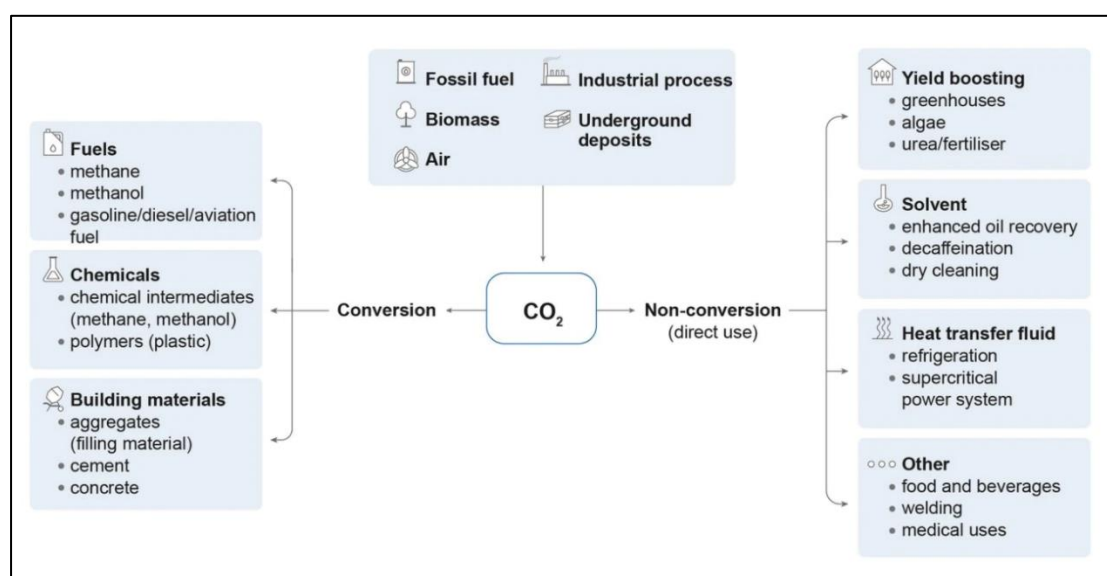 Fossil fuel
Industrial process
Biomass
Underground
deposits
Air
Fuels
• methane
• methanol
• gasoline/diesel/aviation
fuel
Chemicals
• chemical intermediates
(methane, methanol)
• polymers (plastic)
Building materials
• aggregates
(filling material)
• cement
• concrete
Conversion
CO₂
Non-conversion
(direct use)
Yield boosting
• greenhouses
• algae
• urea/fertiliser
Solvent
• enhanced oil recovery
• decaffeination
• dry cleaning
Heat transfer fluid
• refrigeration
• supercritical
power system
Other
• food and beverages
• welding
• medical uses